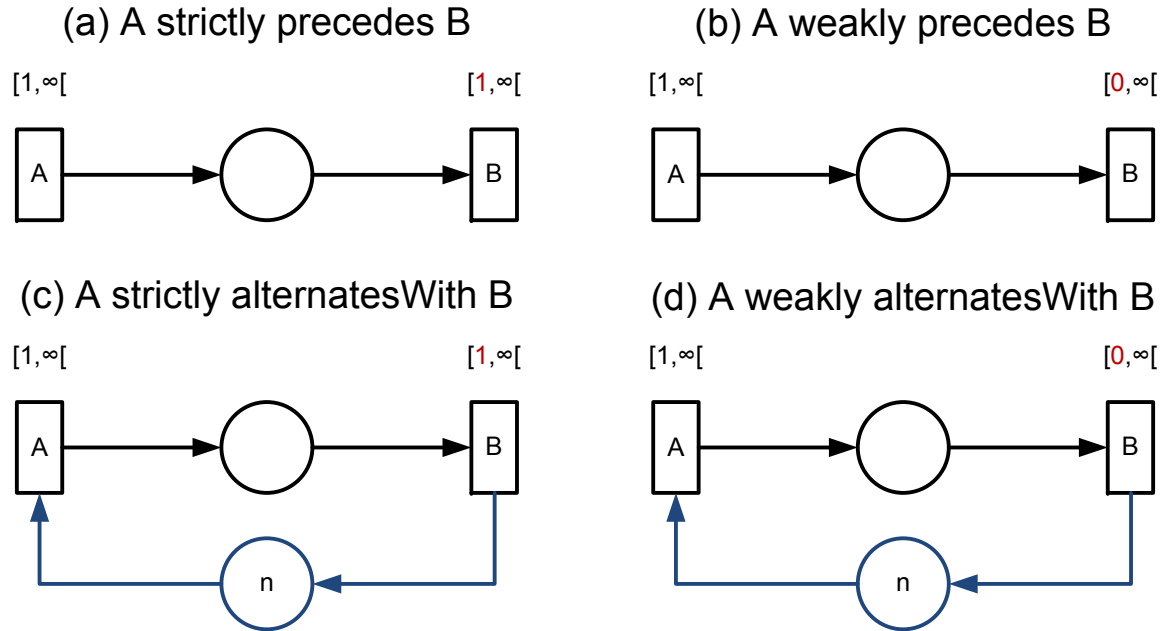 (a) A strictly precedes B
[1,∞[ [1,∞[
A B
(b) A weakly precedes B
[1,∞[ [0,∞[
A B
(c) A strictly alternatesWith B
[1,∞[ [1,∞[
A B
n
(d) A weakly alternatesWith B
[1,∞[ [0,∞[
A B
n